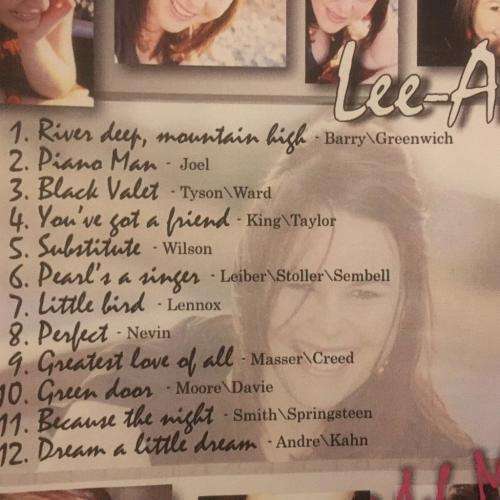 Lee-A
1. River deep, mountain high - Barry\Greenwich
2. Piano Man - Joel
3. Black Valet - Tyson\Ward
4. You've got a friend - King\Taylor
5. Substitute - Wilson
6. Pearl's a singer - Leiber\Stoller\Sembell
7. Little bird - Lennox
8. Perfect - Nevin
9. Greatest love of all - Masser\Creed
10. Green door - Moore\Davie
11. Because the night - Smith\Springsteen
12. Dream a little dream - Andre\Kahn